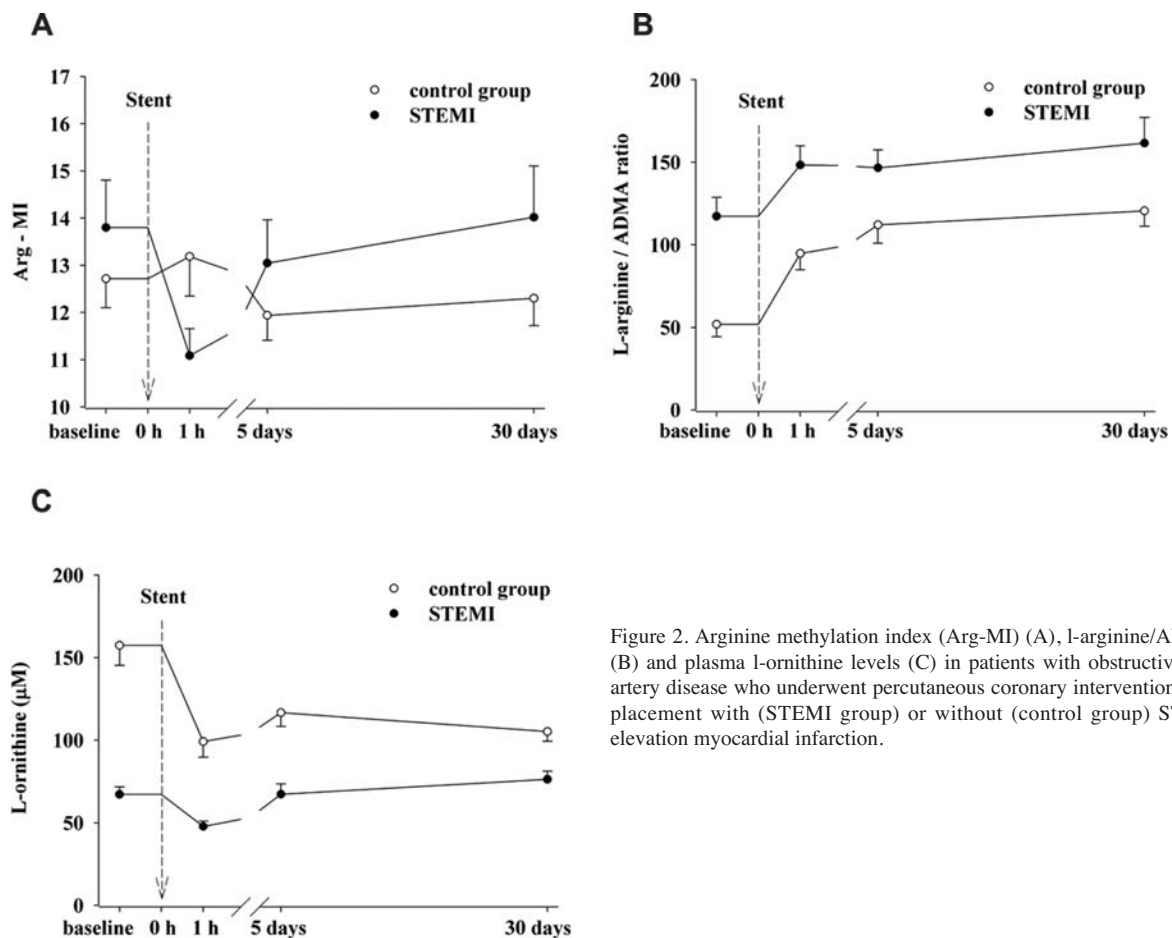 A
17
16
15
14
13
12
11
10
Arg - MI
Stent
control group
STEMI
baseline 0 h 1 h 5 days 30 days
B
200
150
100
50
0
L-arginine / ADMA ratio
Stent
control group
STEMI
baseline 0 h 1 h 5 days 30 days
C
200
150
100
50
0
L-ornithine (µM)
Stent
control group
STEMI
baseline 0 h 1 h 5 days 30 days
Figure 2. Arginine methylation index (Arg-MI) (A), l-arginine/A
(B) and plasma l-ornithine levels (C) in patients with obstructiv
artery disease who underwent percutaneous coronary intervention
placement with (STEMI group) or without (control group) S
elevation myocardial infarction.